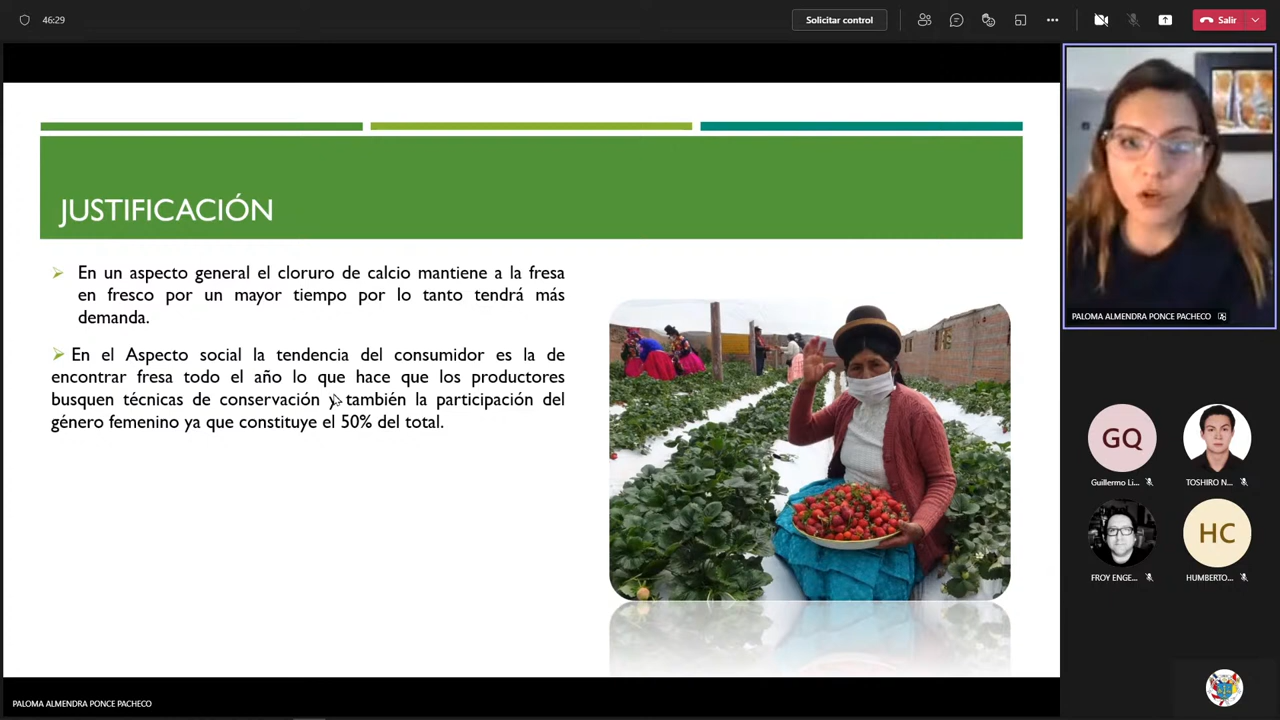 46:29
Solicitar control
Salir
JUSTIFICACIÓN
En un aspecto general el cloruro de calcio mantiene a la fresa
en fresco por un mayor tiempo por lo tanto tendrá más
demanda.
En el Aspecto social la tendencia del consumidor es la de
encontrar fresa todo el año lo que hace que los productores
busquen técnicas de conservación y también la participación del
género femenino ya que constituye el 50% del total.
PALOMA ALMENDRA PONCE PACHECO
GQ
Guillermo Li...
TOSHIRO N...
FROY ENGE...
HC
HUMBERTO...
PALOMA ALMENDRA PONCE PACHECO